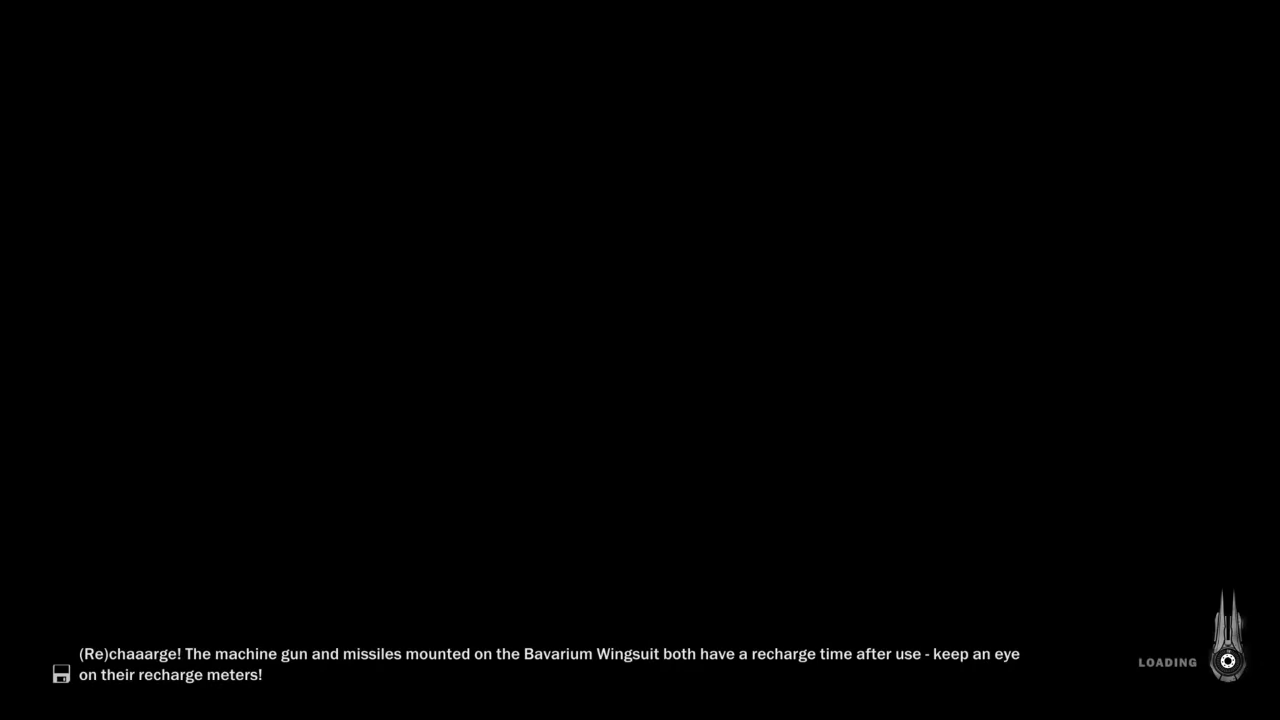 (Re)chaaarge! The machine gun and missiles mounted on the Bavarium Wingsuit both have a recharge time after use - keep an eye
on their recharge meters!
LOADING